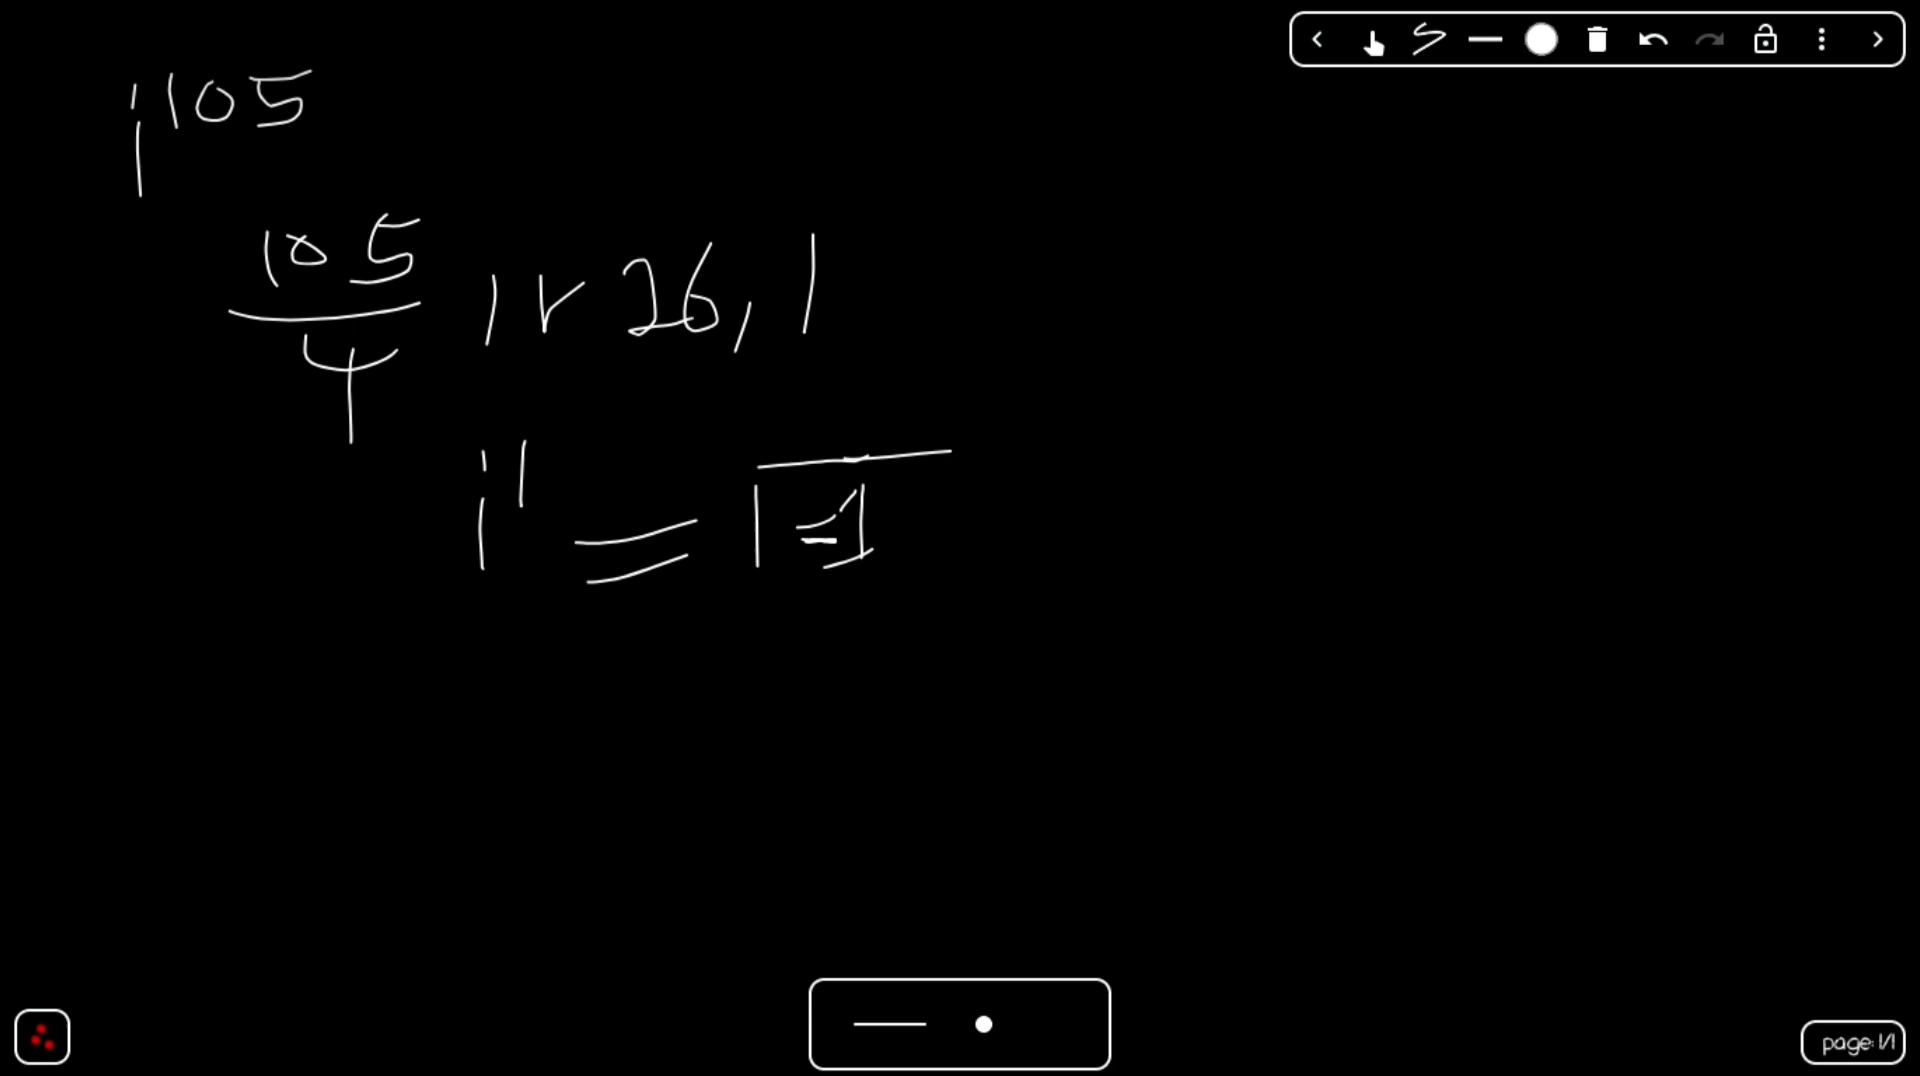 i¹⁰⁵
105/4 , r 26, 1
i¹ = √-1
page: 1/1